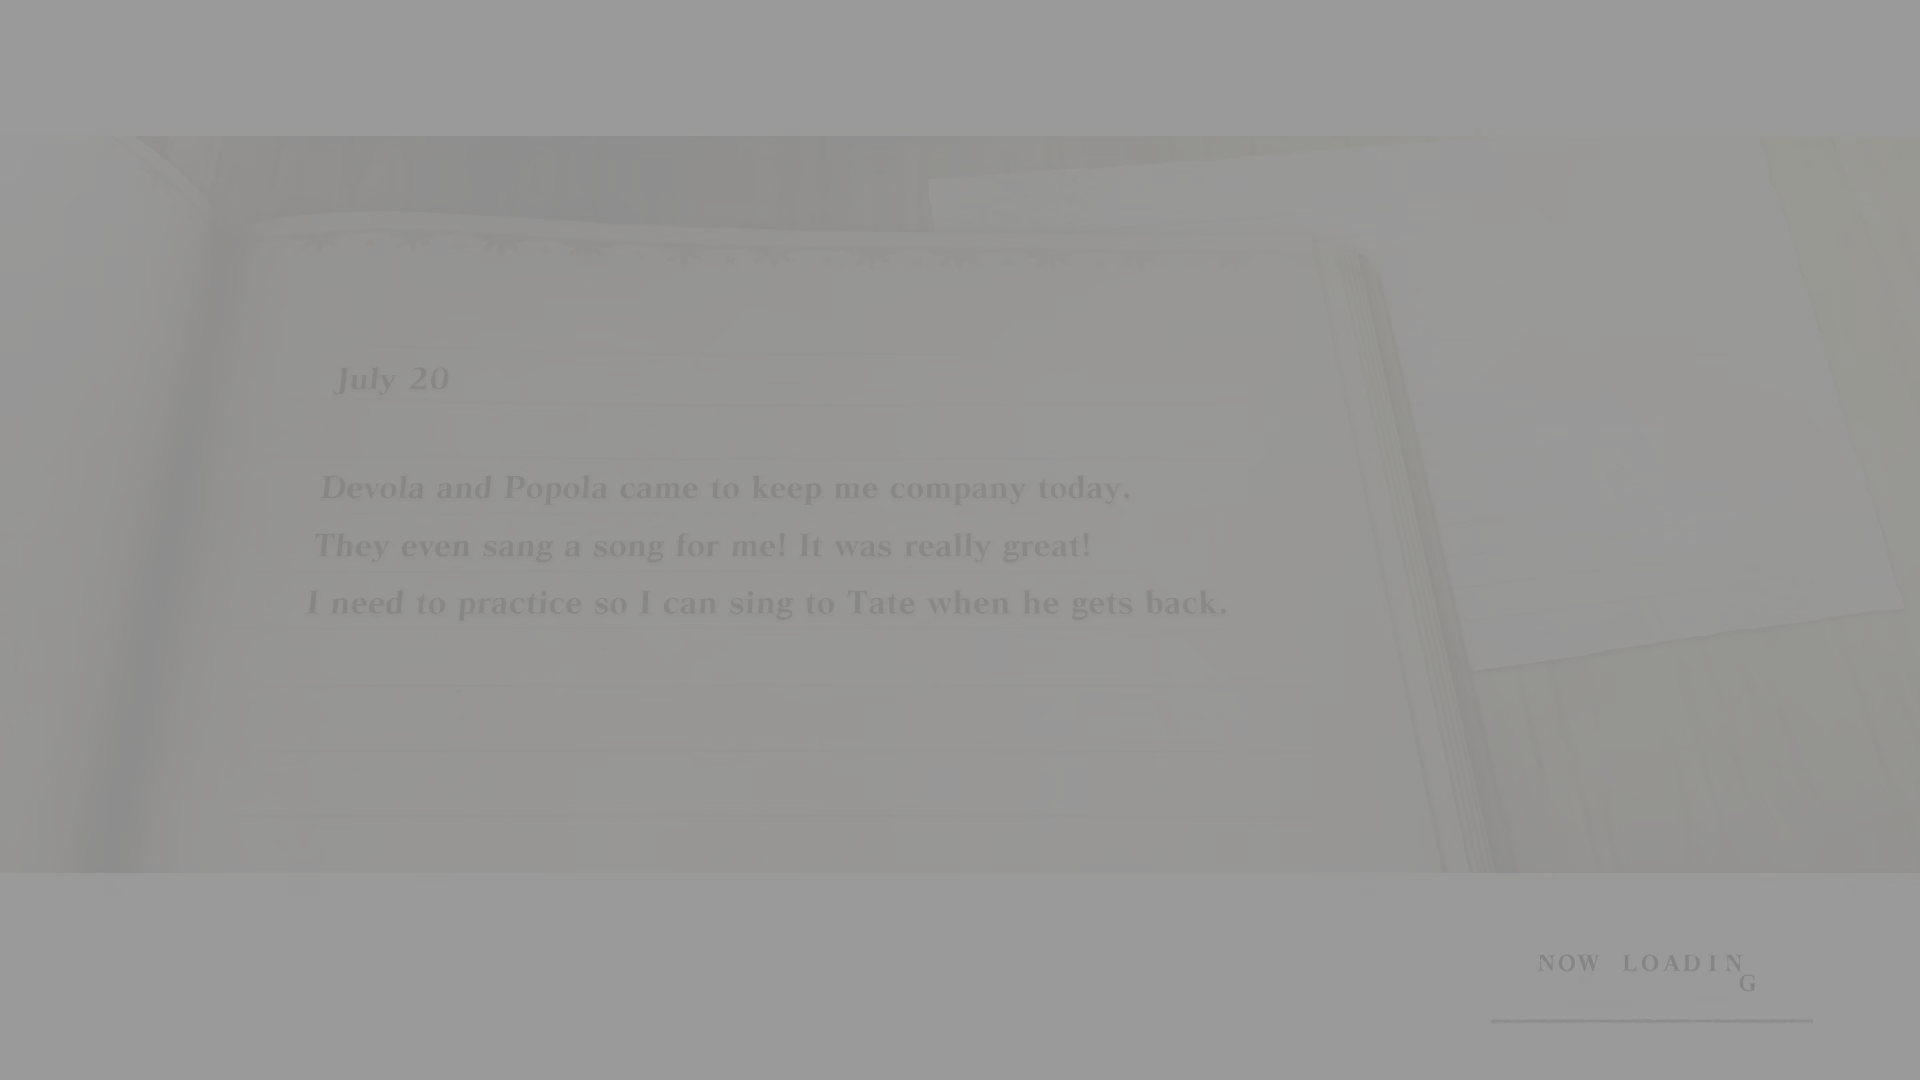 July 20
Devola and Popola came to keep me company today.
They even sang a song for me! It was really great!
I need to practice so I can sing to Tate when he gets back.
NOW LOADING